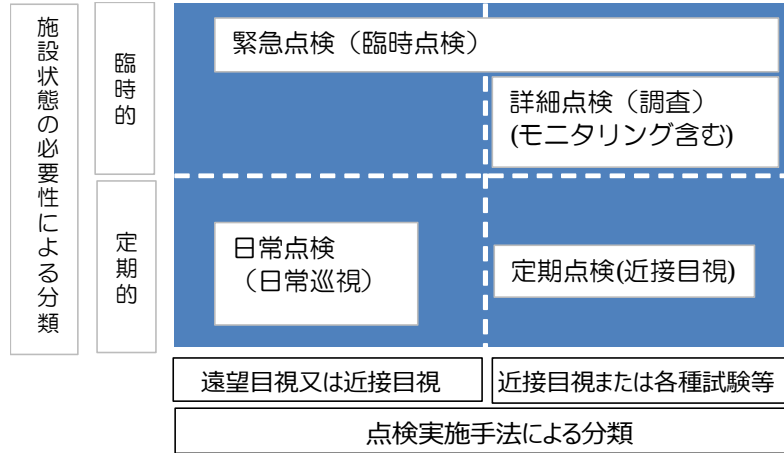 施設状態の必要性による分類
臨時的
定期的
緊急点検（臨時点検）
詳細点検（調査）
(モニタリング含む)
日常点検
（日常巡視）
定期点検(近接目視)
遠望目視又は近接目視
近接目視または各種試験等
点検実施手法による分類